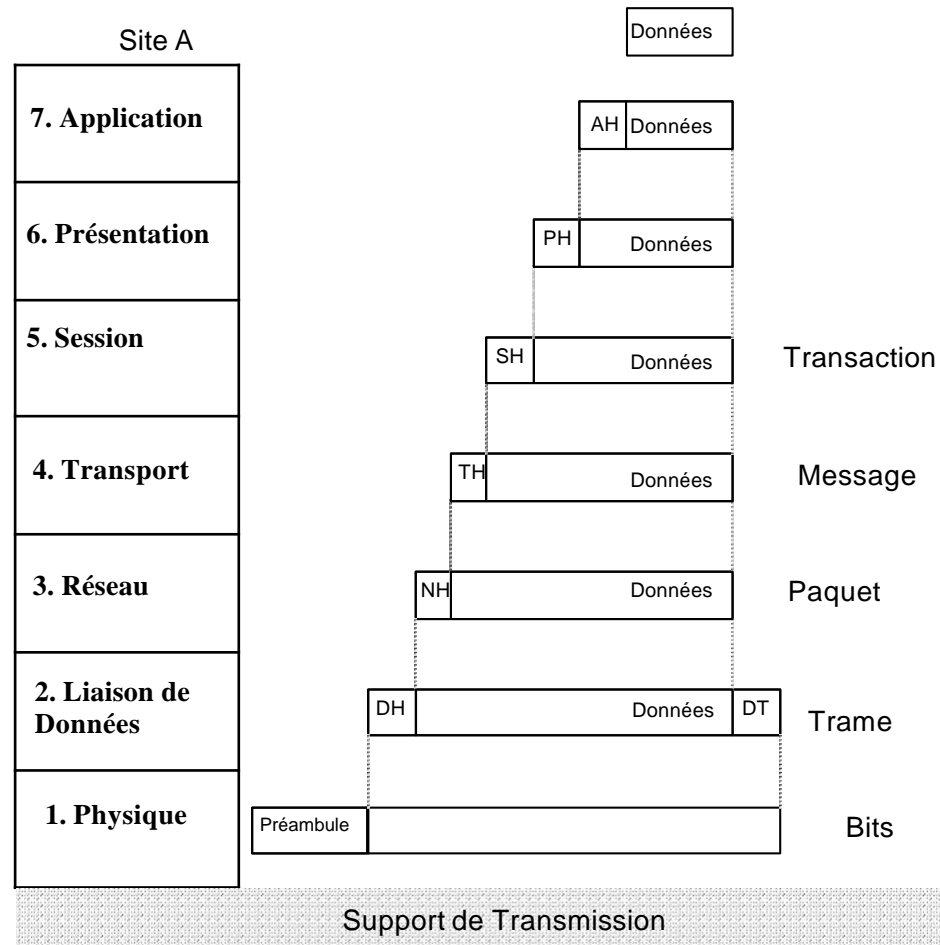 Données
Site A
7. Application
AH Données
6. Présentation
PH Données
5. Session
SH Données Transaction
4. Transport
TH Données Message
3. Réseau
NH Données Paquet
2. Liaison de
Données
DH Données DT Trame
1. Physique
Préambule Bits
Support de Transmission